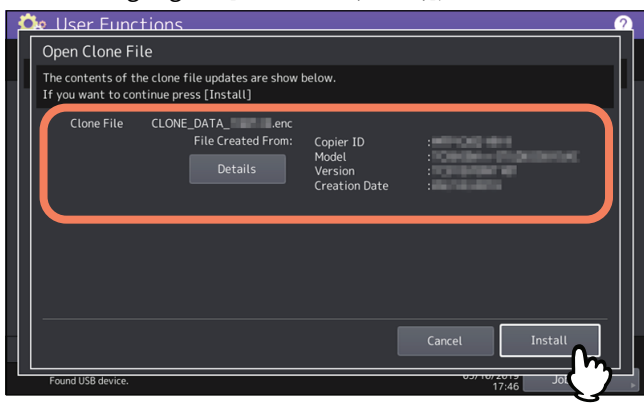 User Functions
?
Open Clone File
The contents of the clone file updates are show below.
If you want to continue press [Install]
Clone File CLONE_DATA_ .enc
File Created From:
Details
Copier ID :
Model :
Version :
Creation Date :
Cancel
Install
Found USB device.
2019
17:46
Jo